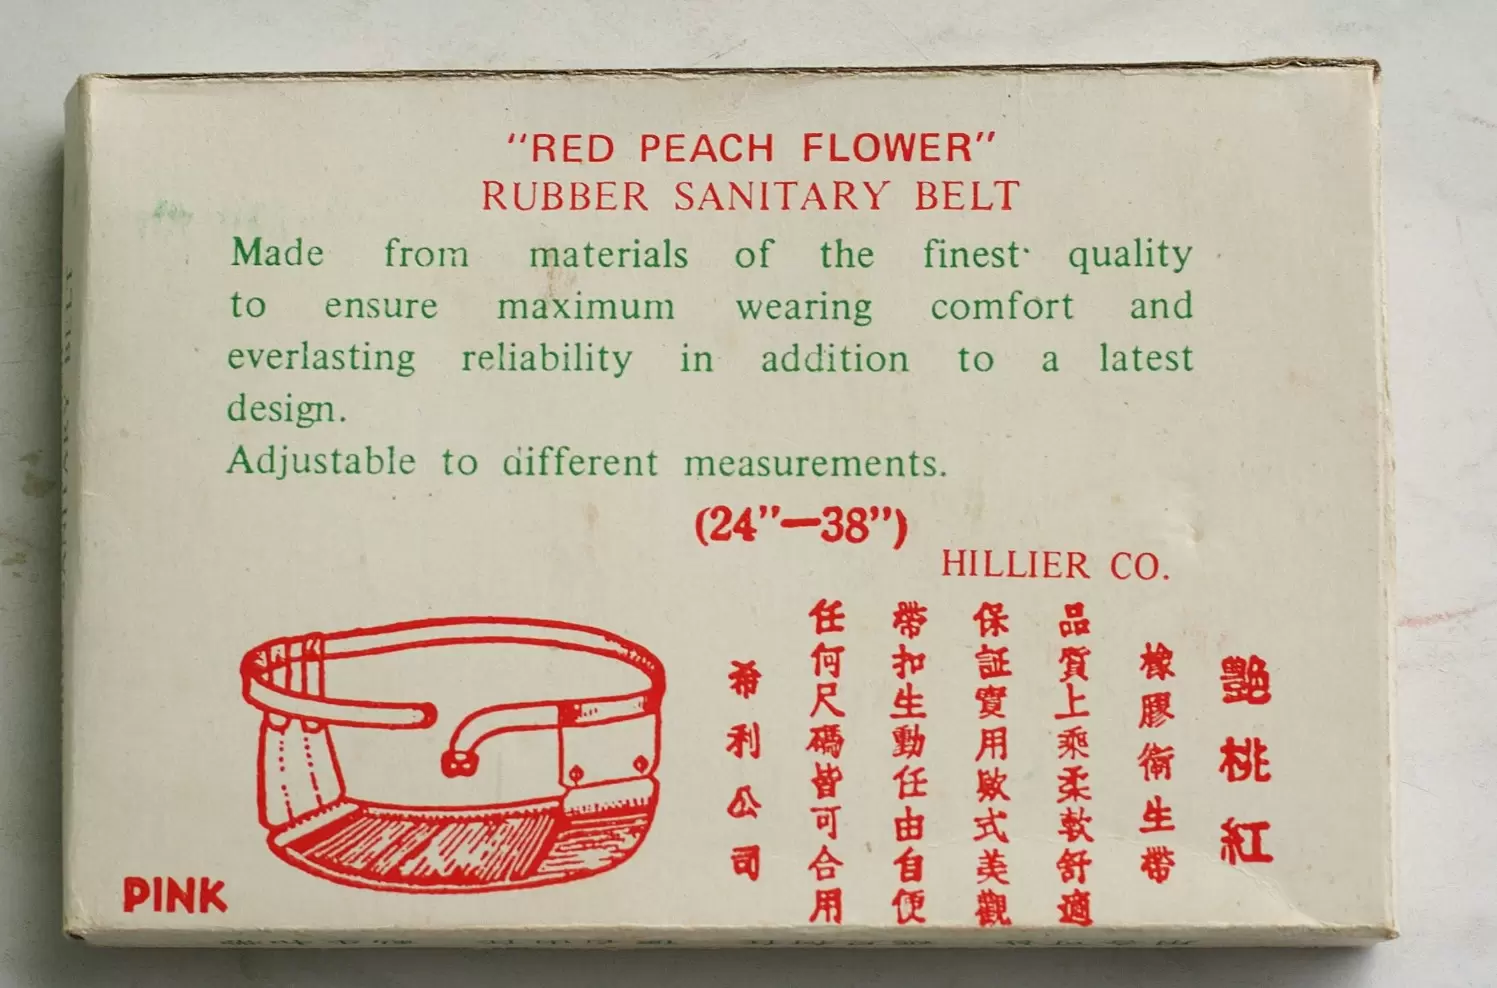 "RED PEACH FLOWER"
RUBBER SANITARY BELT
Made from materials of the finest quality
to ensure maximum wearing comfort and
everlasting reliability in addition to a latest
design.
Adjustable to different measurements.
(24"—38")
HILLIER CO.
艷桃紅
橡膠衛生帶
品質上乘柔軟舒適
保証實用欵式美觀
帶扣生動任由自便
任何尺碼皆可合用
希利公司
PINK